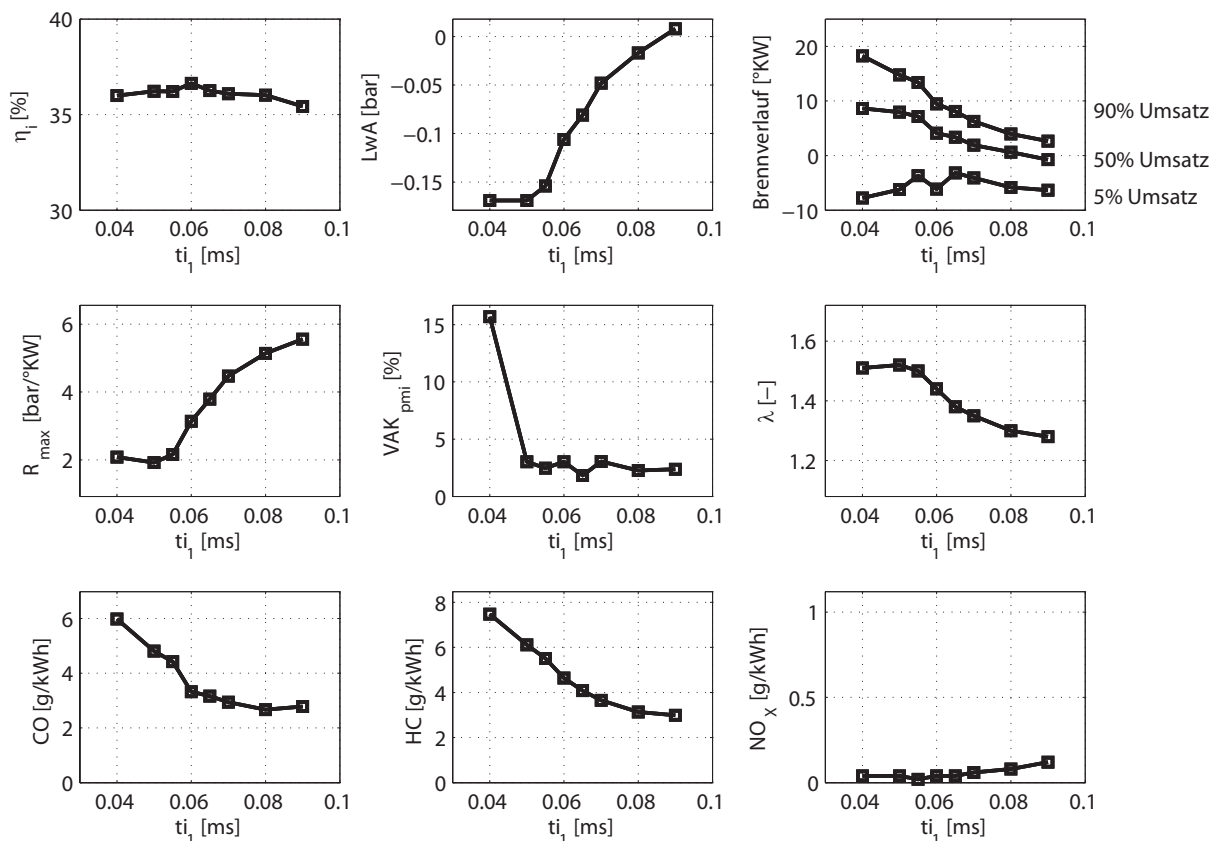 40
35
30
η_i [%]
0.04 0.06 0.08 0.1
ti_1 [ms]
0
−0.05
−0.1
−0.15
LwA [bar]
0.04 0.06 0.08 0.1
ti_1 [ms]
20
10
0
−10
Brennverlauf [°KW]
90% Umsatz
50% Umsatz
5% Umsatz
0.04 0.06 0.08 0.1
ti_1 [ms]
6
4
2
R_max [bar/°KW]
0.04 0.06 0.08 0.1
ti_1 [ms]
15
10
5
0
VAK_pmi [%]
0.04 0.06 0.08 0.1
ti_1 [ms]
1.6
1.4
1.2
λ [−]
0.04 0.06 0.08 0.1
ti_1 [ms]
6
4
2
0
CO [g/kWh]
0.04 0.06 0.08 0.1
ti_1 [ms]
8
6
4
2
0
HC [g/kWh]
0.04 0.06 0.08 0.1
ti_1 [ms]
1
0.5
0
NO_X [g/kWh]
0.04 0.06 0.08 0.1
ti_1 [ms]